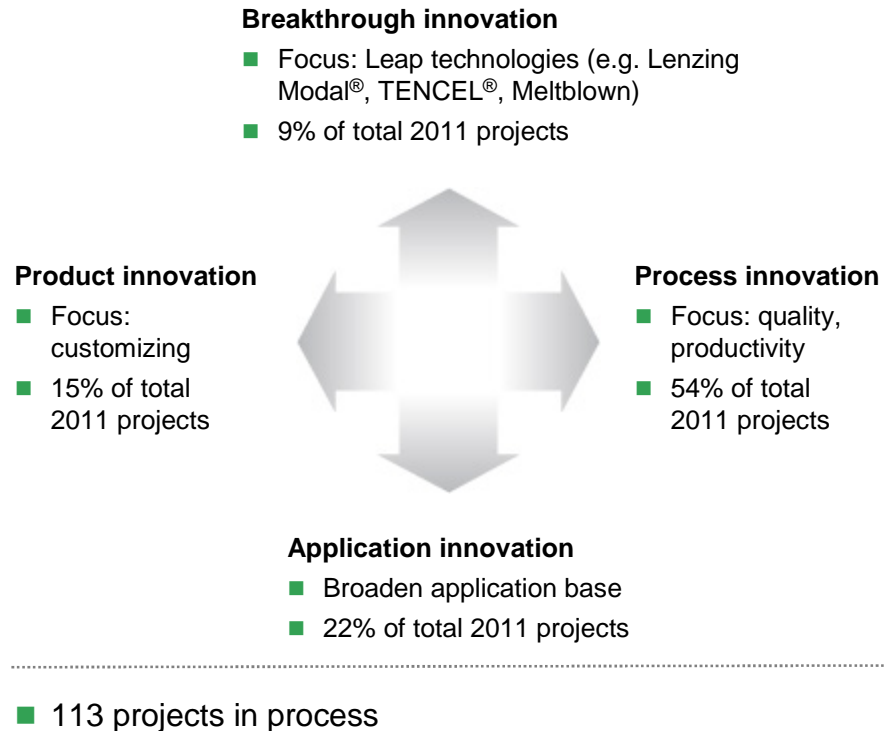 Breakthrough innovation
Focus: Leap technologies (e.g. Lenzing
Modal®, TENCEL®, Meltblown)
9% of total 2011 projects
Product innovation
Focus:
customizing
15% of total
2011 projects
Process innovation
Focus: quality,
productivity
54% of total
2011 projects
Application innovation
Broaden application base
22% of total 2011 projects
113 projects in process